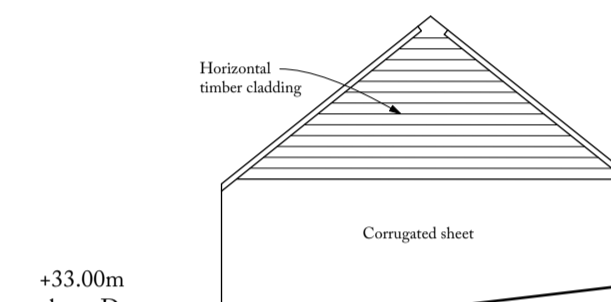 Horizontal
timber cladding
Corrugated sheet
+33.00m